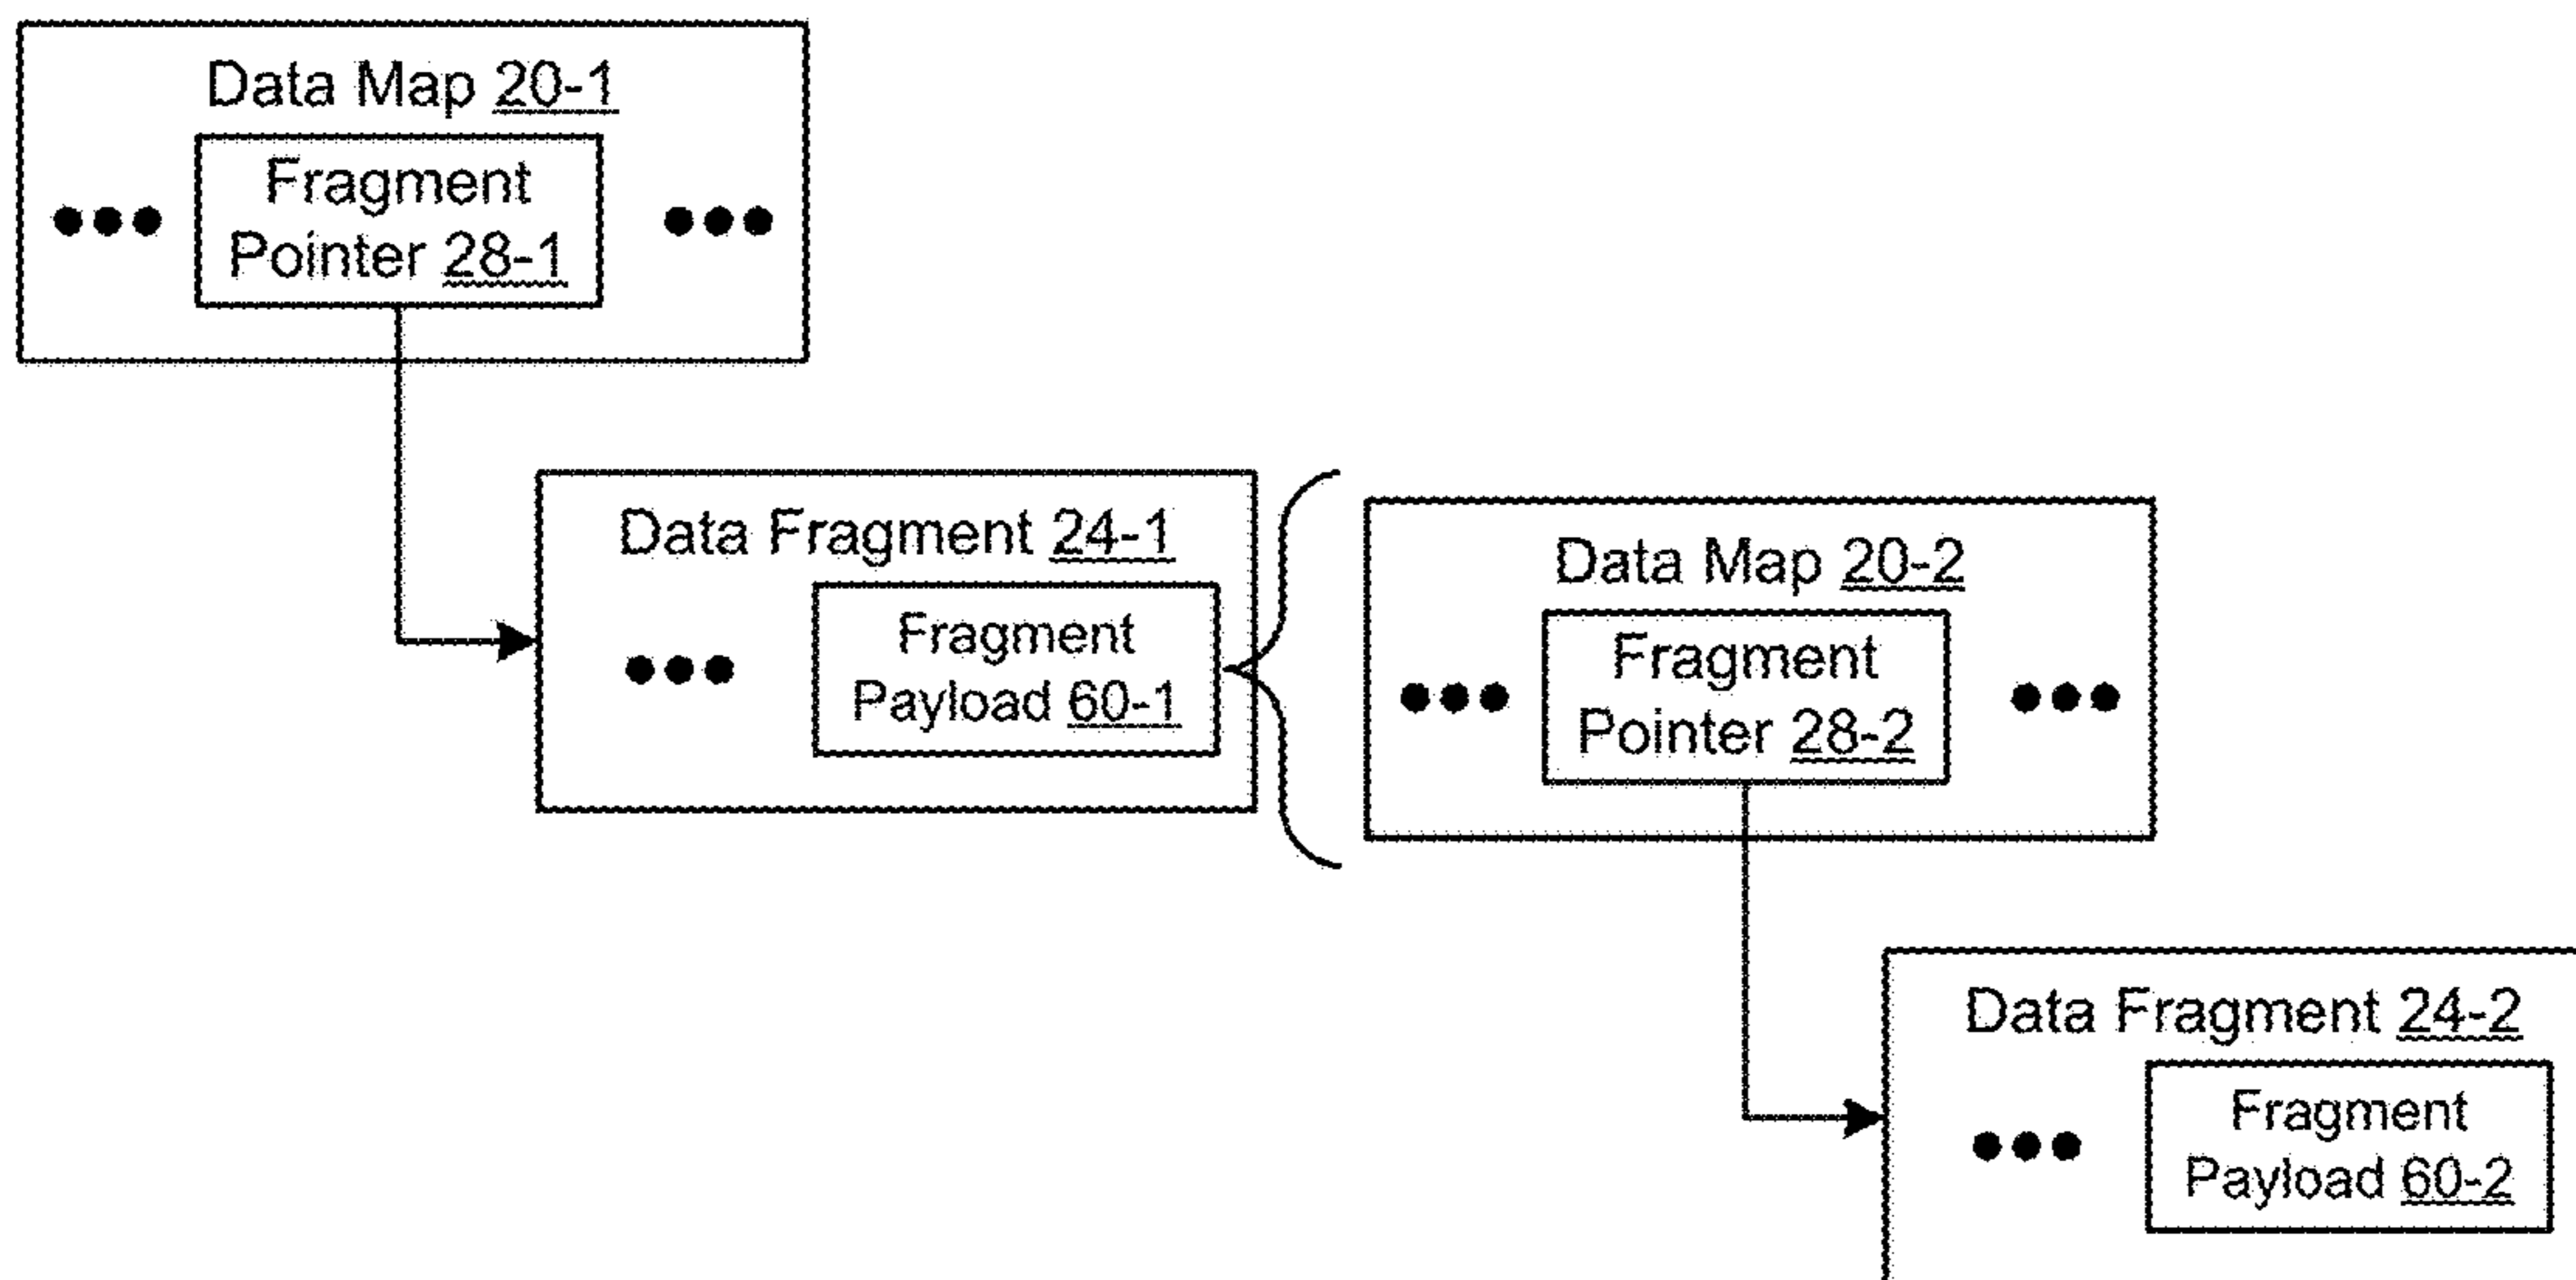 Data Map 20-1
Fragment
Pointer 28-1
Data Fragment 24-1
Fragment
Payload 60-1
Data Map 20-2
Fragment
Pointer 28-2
Data Fragment 24-2
Fragment
Payload 60-2